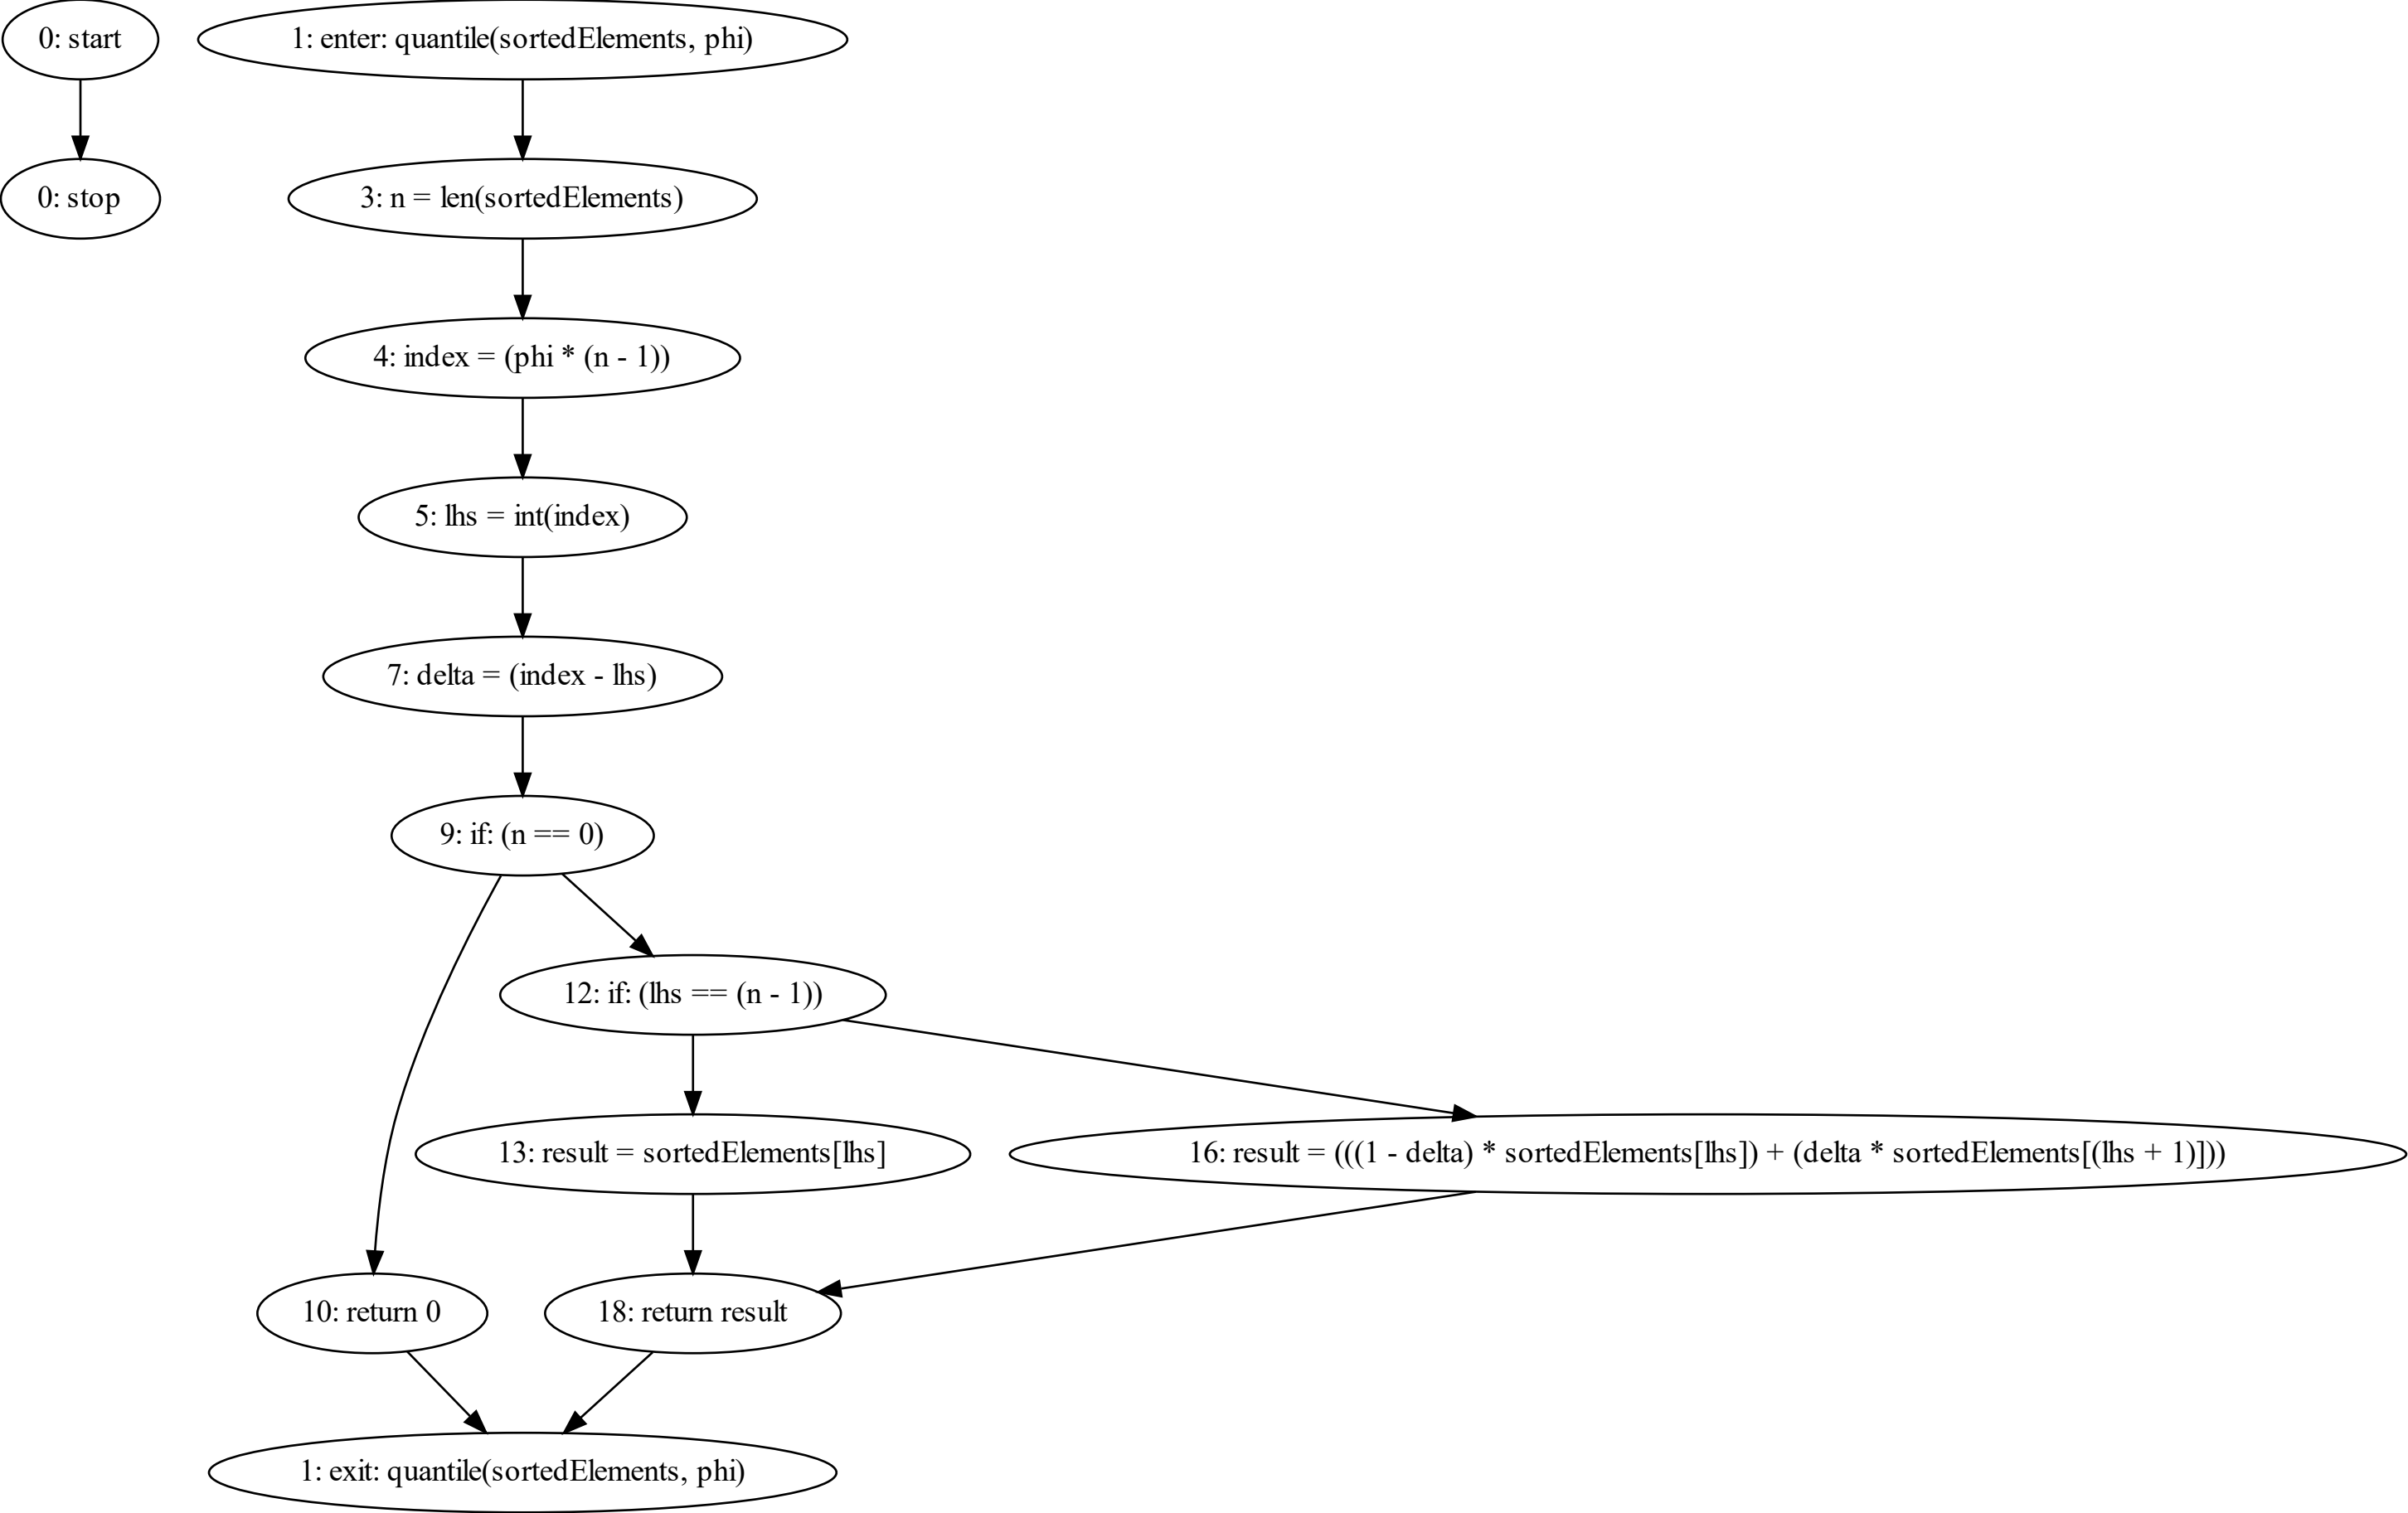 0: start
1: enter: quantile(sortedElements, phi)
0: stop
3: n = len(sortedElements)
4: index = (phi * (n - 1))
5: lhs = int(index)
7: delta = (index - lhs)
9: if: (n == 0)
12: if: (lhs == (n - 1))
13: result = sortedElements[lhs]
16: result = (((1 - delta) * sortedElements[lhs]) + (delta * sortedElements[(lhs + 1)]))
10: return 0
18: return result
1: exit: quantile(sortedElements, phi)